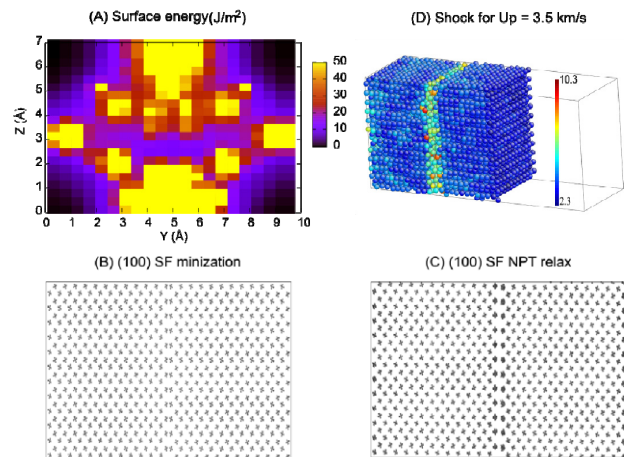 (A) Surface energy(J/m²)
(D) Shock for Up = 3.5 km/s
7
6
5
4
3
2
1
0
Z (Å)
0 1 2 3 4 5 6 7 8 9 10
Y (Å)
50
40
30
20
10
0
10.3
2.3
(B) (100) SF minization
(C) (100) SF NPT relax